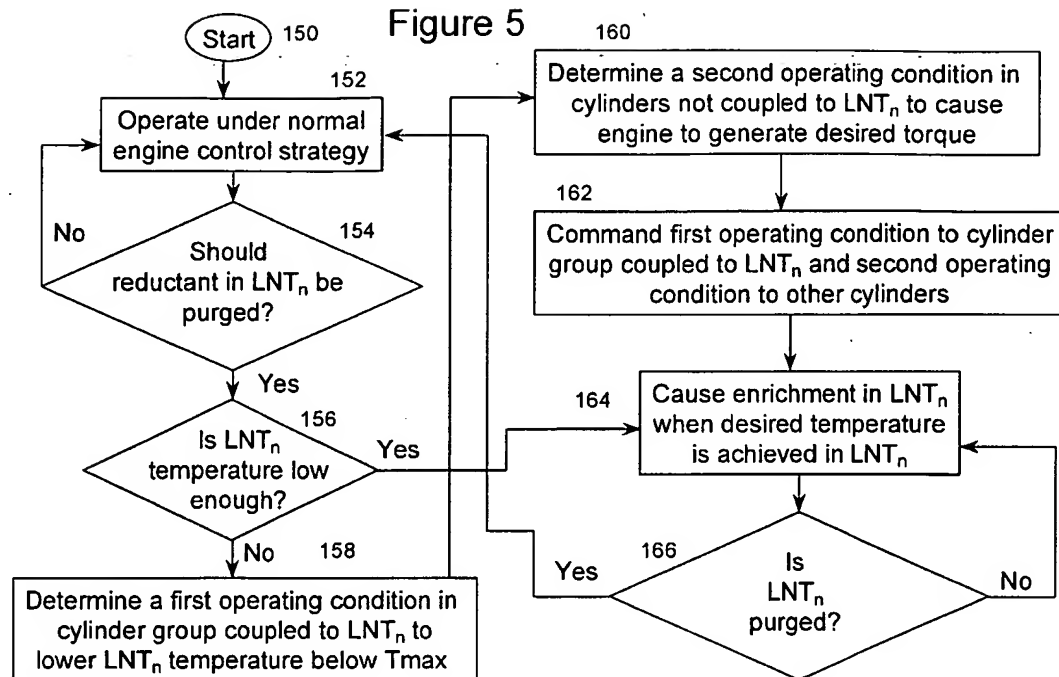 Figure 5
Start
150
152
Operate under normal
engine control strategy
No
154
Should
reductant in LNTn be
purged?
Yes
156
Is LNTn
temperature low
enough?
Yes
No
158
Determine a first operating condition in
cylinder group coupled to LNTn to
lower LNTn temperature below Tmax
160
Determine a second operating condition in
cylinders not coupled to LNTn to cause
engine to generate desired torque
162
Command first operating condition to cylinder
group coupled to LNTn and second operating
condition to other cylinders
164
Cause enrichment in LNTn
when desired temperature
is achieved in LNTn
166
Yes
Is
LNTn
purged?
No